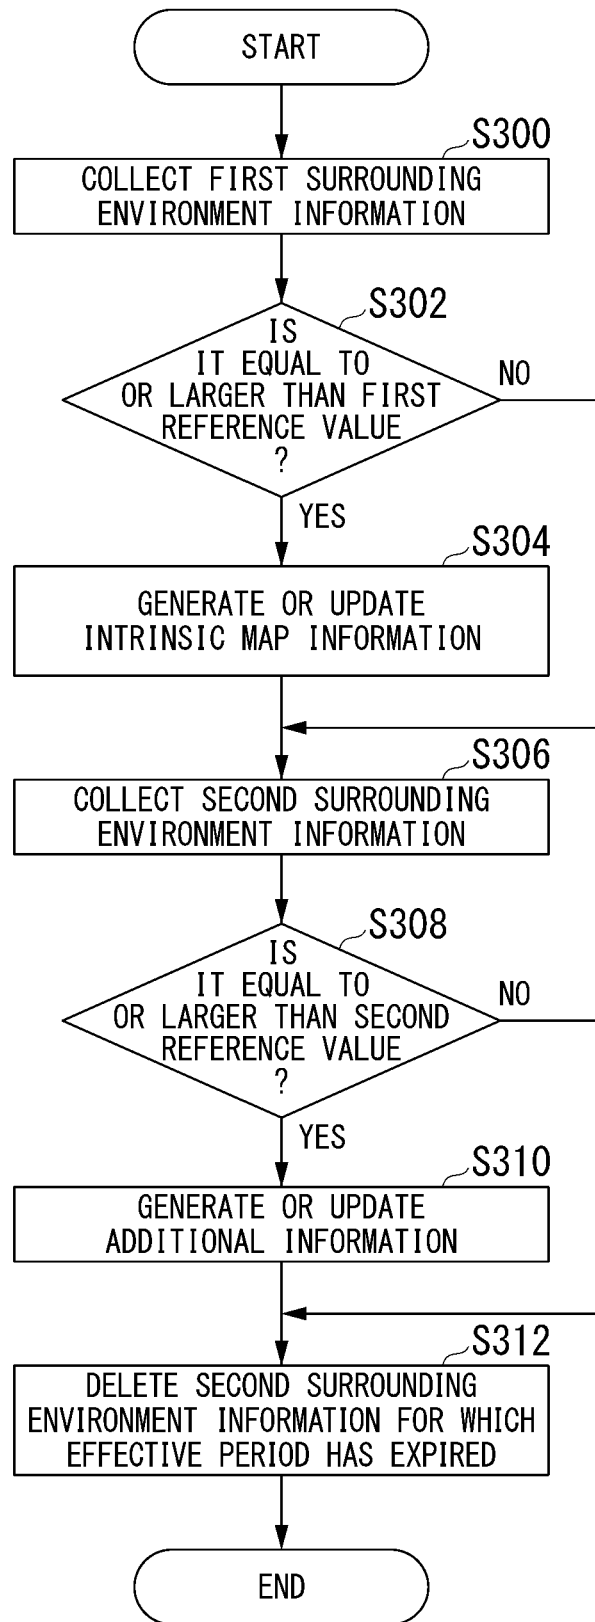 START
S300
COLLECT FIRST SURROUNDING
ENVIRONMENT INFORMATION
S302
IS
IT EQUAL TO
OR LARGER THAN FIRST
REFERENCE VALUE
?
NO
YES
S304
GENERATE OR UPDATE
INTRINSIC MAP INFORMATION
S306
COLLECT SECOND SURROUNDING
ENVIRONMENT INFORMATION
S308
IS
IT EQUAL TO
OR LARGER THAN SECOND
REFERENCE VALUE
?
NO
YES
S310
GENERATE OR UPDATE
ADDITIONAL INFORMATION
S312
DELETE SECOND SURROUNDING
ENVIRONMENT INFORMATION FOR WHICH
EFFECTIVE PERIOD HAS EXPIRED
END